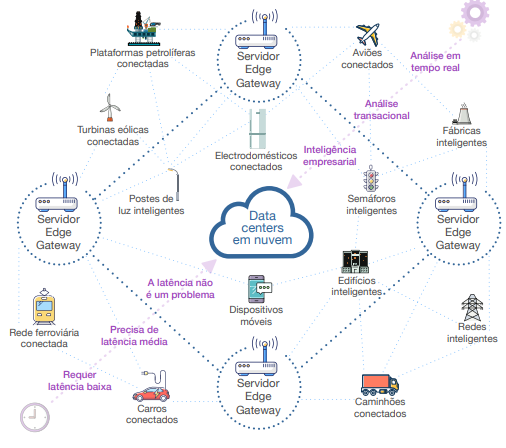 Plataformas petrolíferas
conectadas
Servidor
Edge
Gateway
Aviões
conectados
Análise em
tempo real
Análise
transacional
Turbinas eólicas
conectadas
Fábricas
inteligentes
Eletrodomésticos
conectados
Inteligência
empresarial
Postes de
luz inteligentes
Semáforos
inteligentes
Servidor
Edge
Gateway
Data
centers
em nuvem
Servidor
Edge
Gateway
A latência não
é um problema
Edifícios
inteligentes
Dispositivos
móveis
Rede ferroviária
conectada
Precisa de
latência média
Redes
inteligentes
Requer
latência baixa
Carros
conectados
Servidor
Edge
Gateway
Caminhões
conectados